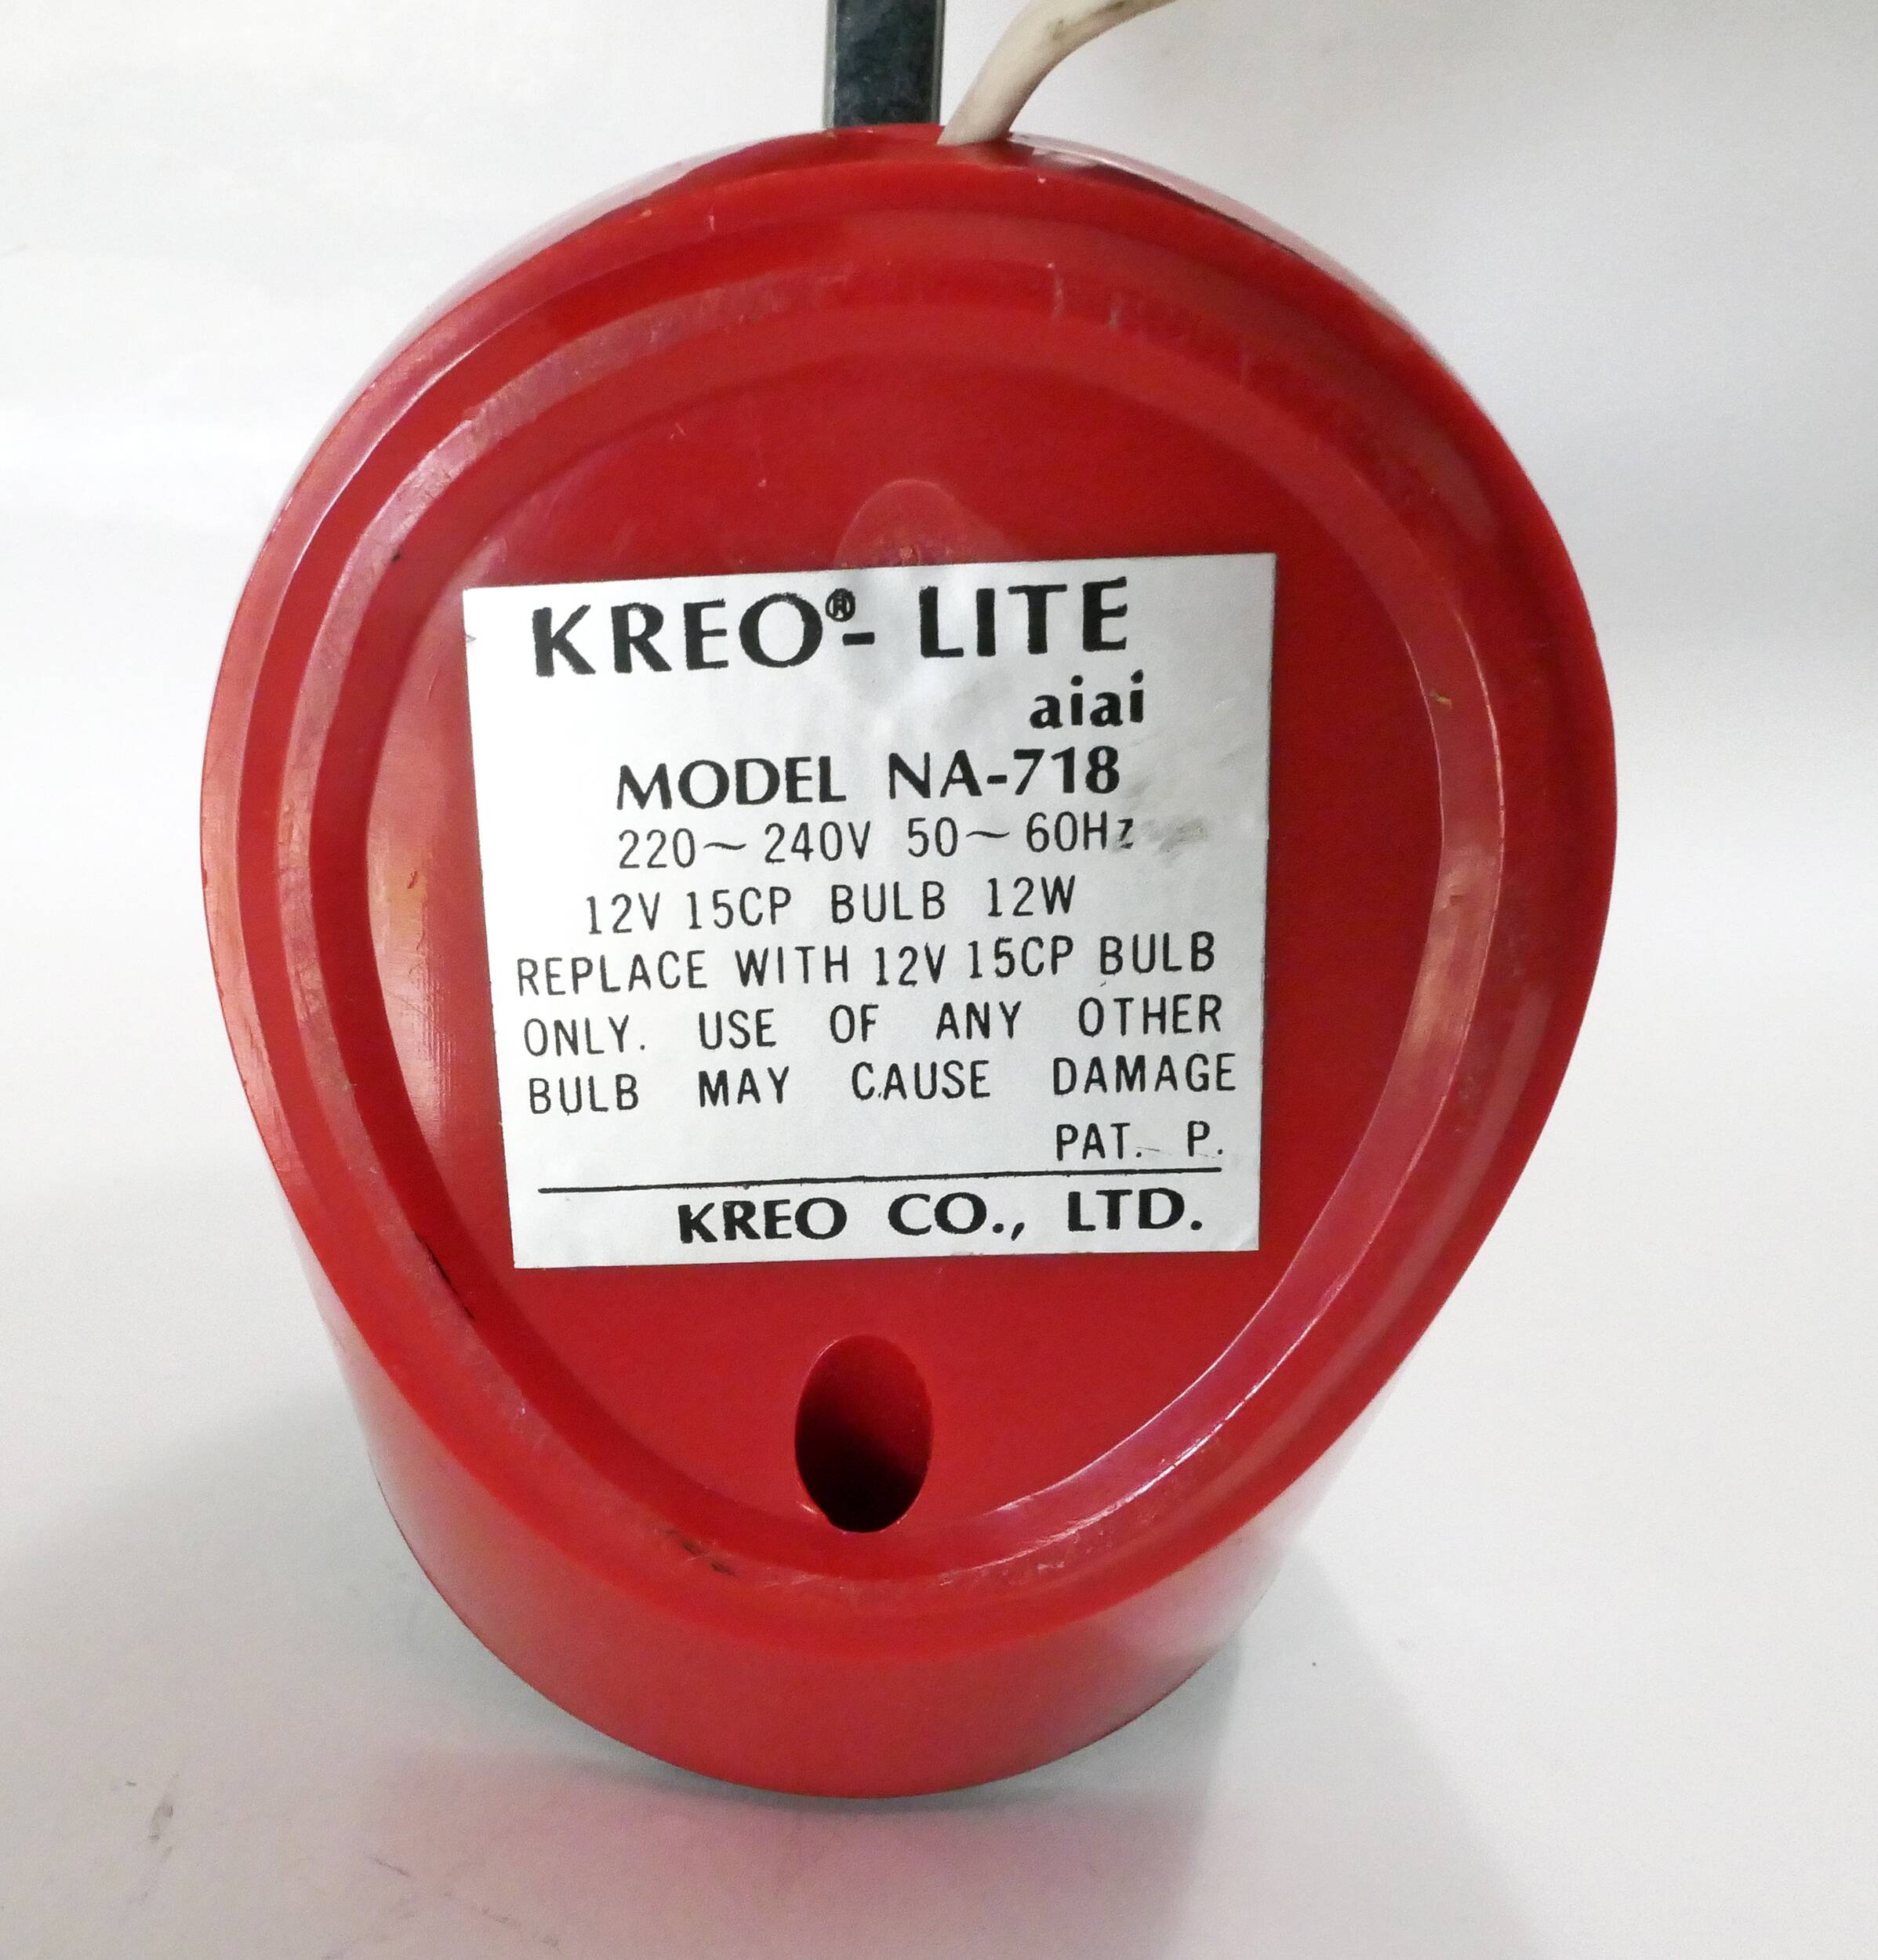 KREO®- LITE
aiai
MODEL NA-718
220~240V 50~60Hz
12V 15CP BULB 12W
REPLACE WITH 12V 15CP BULB
ONLY. USE OF ANY OTHER
BULB MAY CAUSE DAMAGE
PAT. P.
KREO CO., LTD.